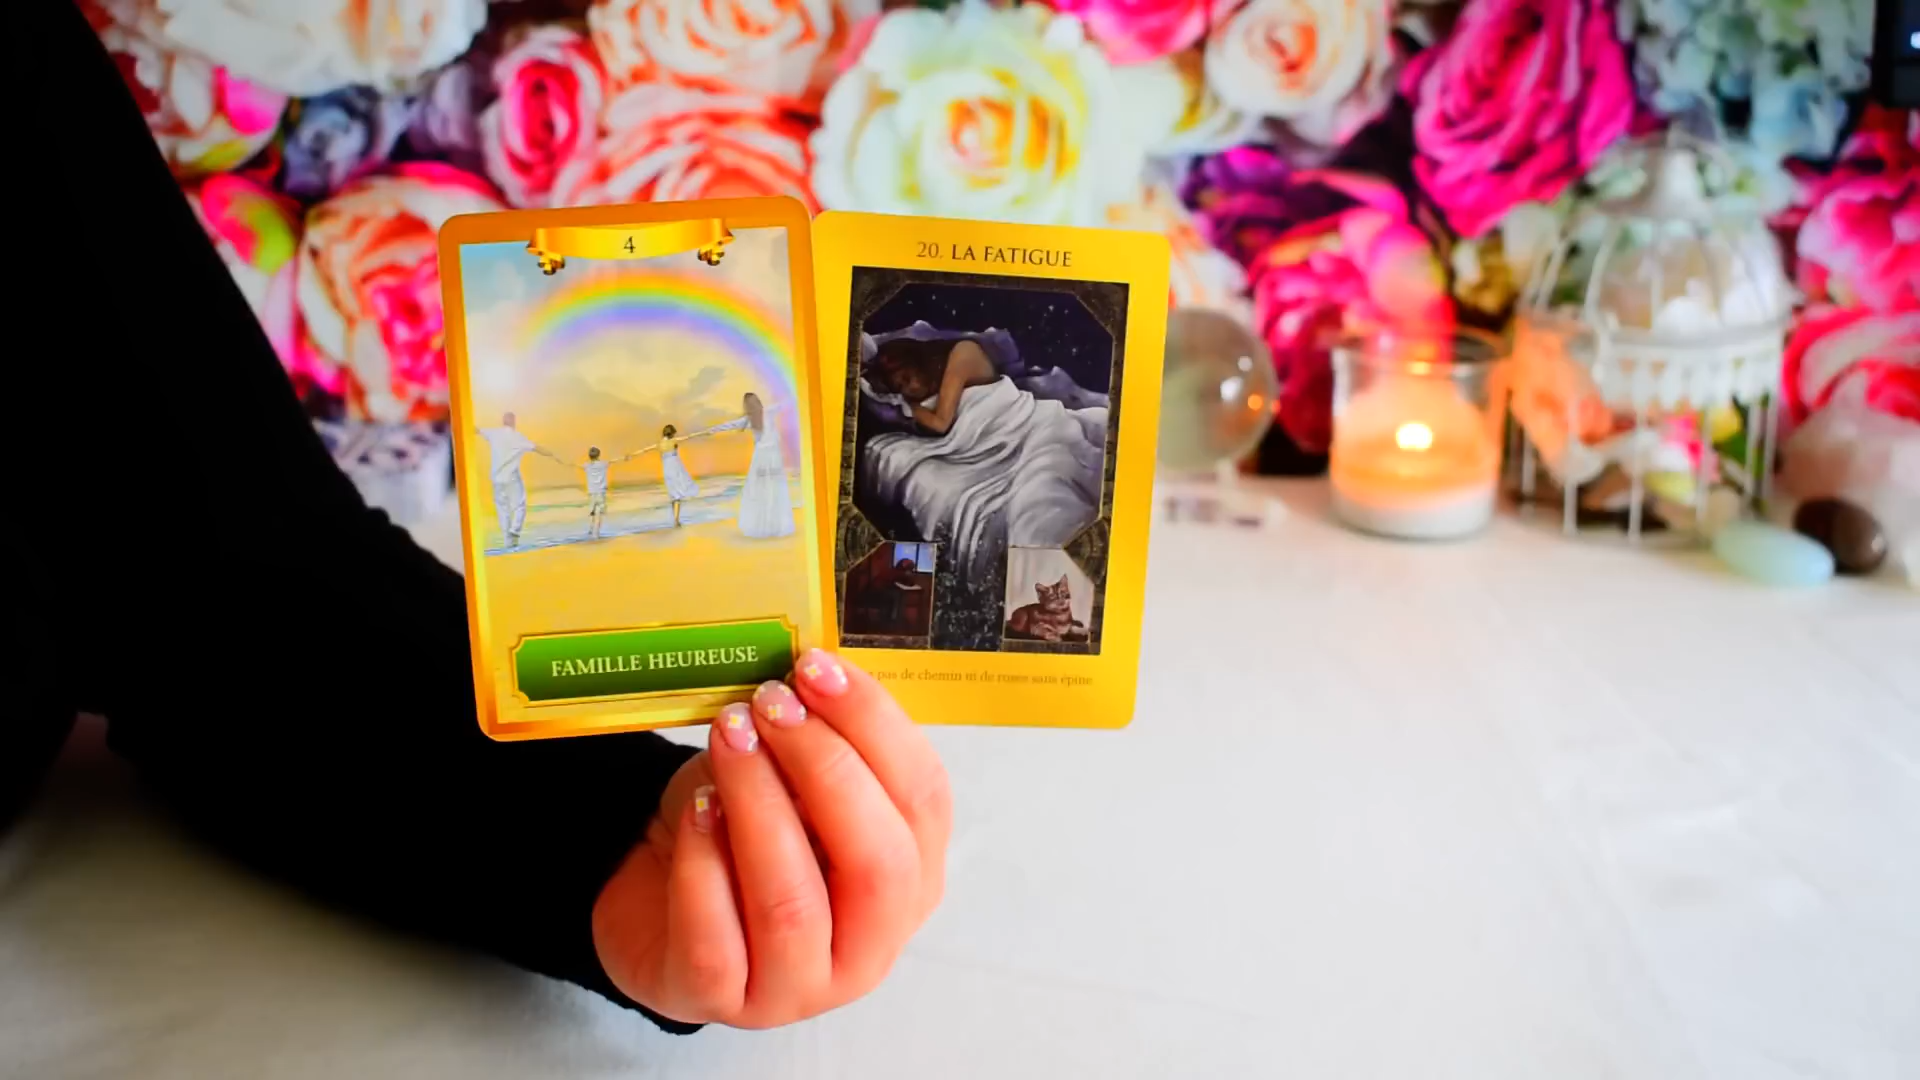 4
FAMILLE HEUREUSE
20. LA FATIGUE
pas de chemin ni de roses sans épine